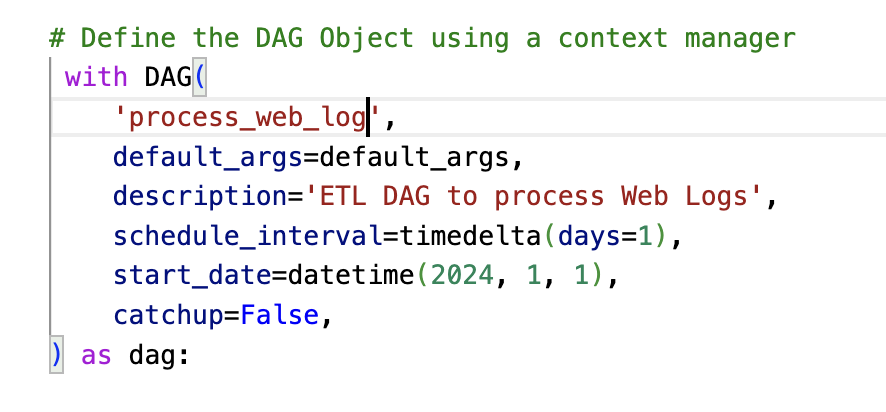 # Define the DAG Object using a context manager
with DAG(
'process_web_log',
default_args=default_args,
description='ETL DAG to process Web Logs',
schedule_interval=timedelta(days=1),
start_date=datetime(2024, 1, 1),
catchup=False,
) as dag: